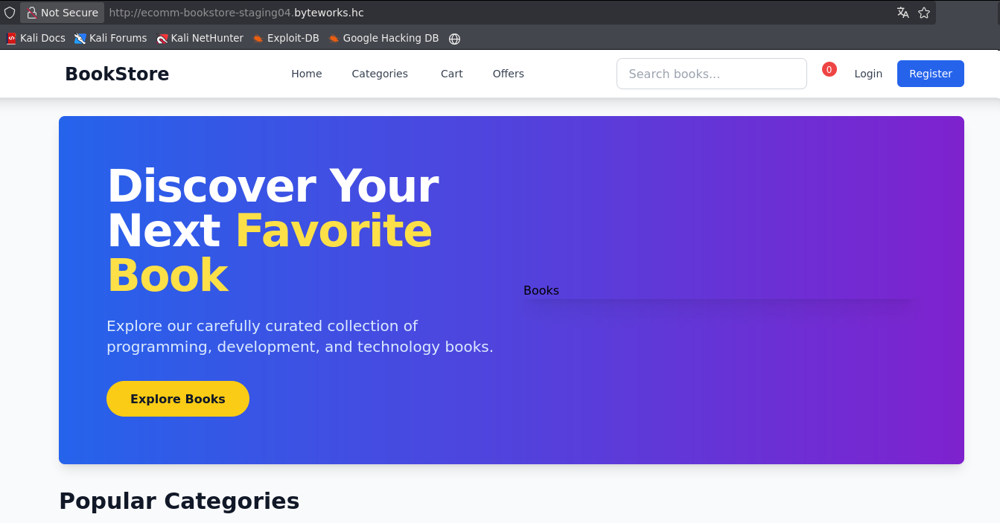 Not Secure http://ecomm-bookstore-staging04.byteworks.hc
Kali Docs Kali Forums Kali NetHunter Exploit-DB Google Hacking DB
BookStore Home Categories Cart Offers Search books... 0 Login Register
Discover Your
Next Favorite
Book
Books
Explore our carefully curated collection of
programming, development, and technology books.
Explore Books
Popular Categories